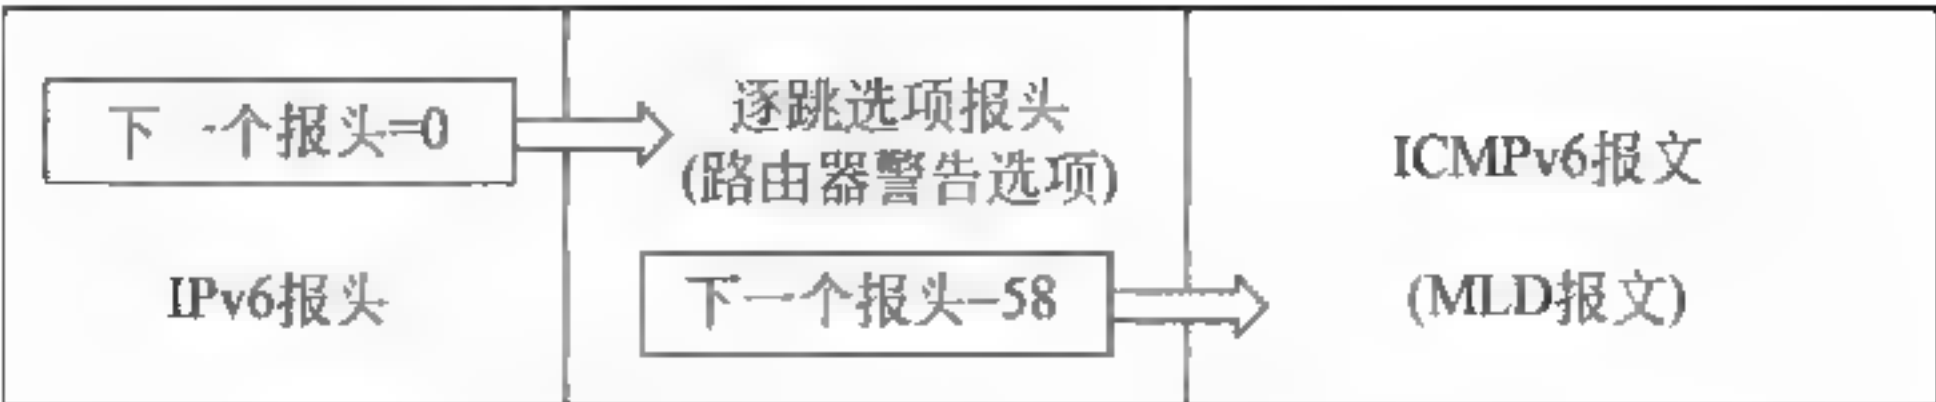 下一个报头=0
IPv6报头
逐跳选项报头
(路由器警告选项)
下一个报头=58
ICMPv6报文
(MLD报文)